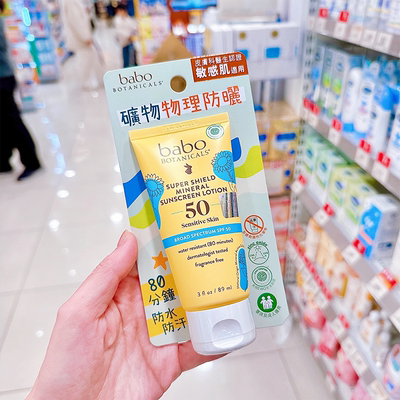 babo
BOTANICALS
皮膚科醫生認證
敏感肌適用
礦物物理防曬
babo
BOTANICALS
SUPER SHIELD
MINERAL
SUNSCREEN LOTION
50
Sensitive Skin
BROAD SPECTRUM SPF 50
water resistant (80 minutes)
dermatologist tested
fragrance free
3 fl oz / 89 ml
80
分鐘
防水
防汗